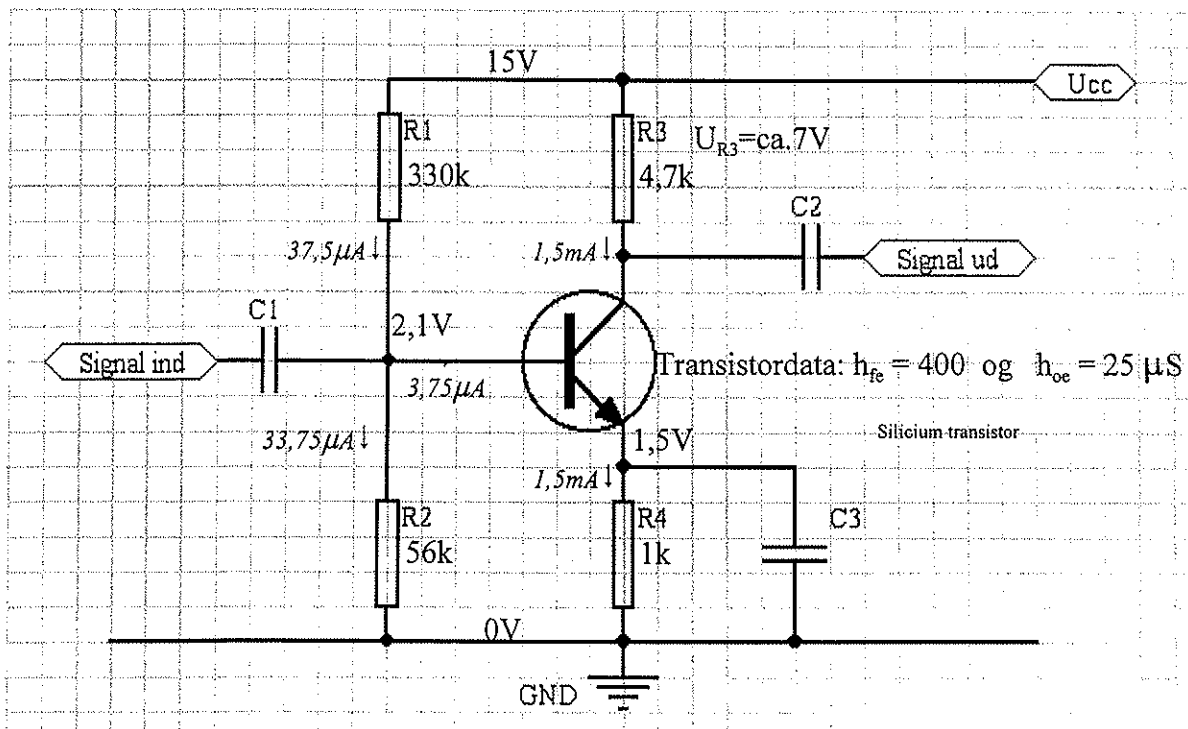 15V
Ucc
R1
330k
R3
4,7k
U_R3=ca.7V
37,5µA↓
1,5mA↓
C2
Signal ud
C1
2,1V
Signal ind
3,75µA
Transistordata: h_fe = 400 og h_oe = 25 µS
Silicium transistor
33,75µA↓
1,5V
1,5mA↓
R2
56k
R4
1k
C3
0V
GND